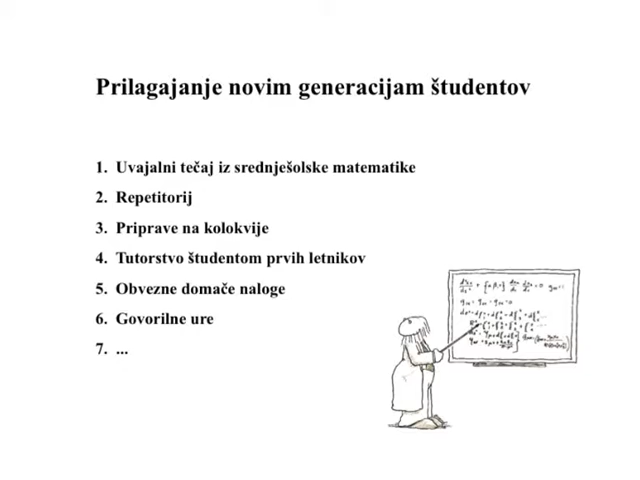 Prilagajanje novim generacijam študentov
1. Uvajalni tečaj iz srednješolske matematike
2. Repetitorij
3. Priprave na kolokvije
4. Tutorstvo študentom prvih letnikov
5. Obvezne domače naloge
6. Govorilne ure
7. ...